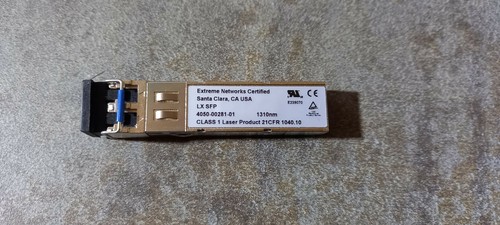 Extreme Networks Certified
Santa Clara, CA USA
LX SFP
4050-00281-01 1310nm
CLASS 1 Laser Product 21CFR 1040.10